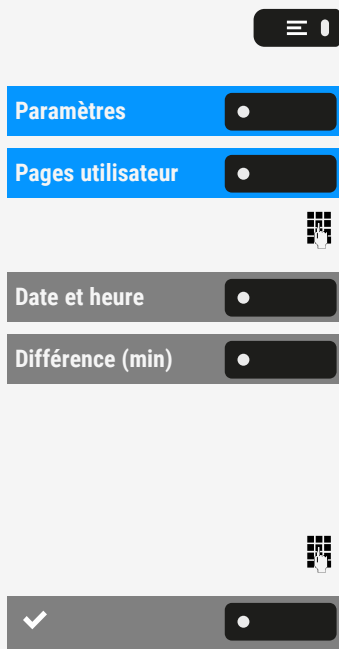 Paramètres
Pages utilisateur
Date et heure
Différence (min)